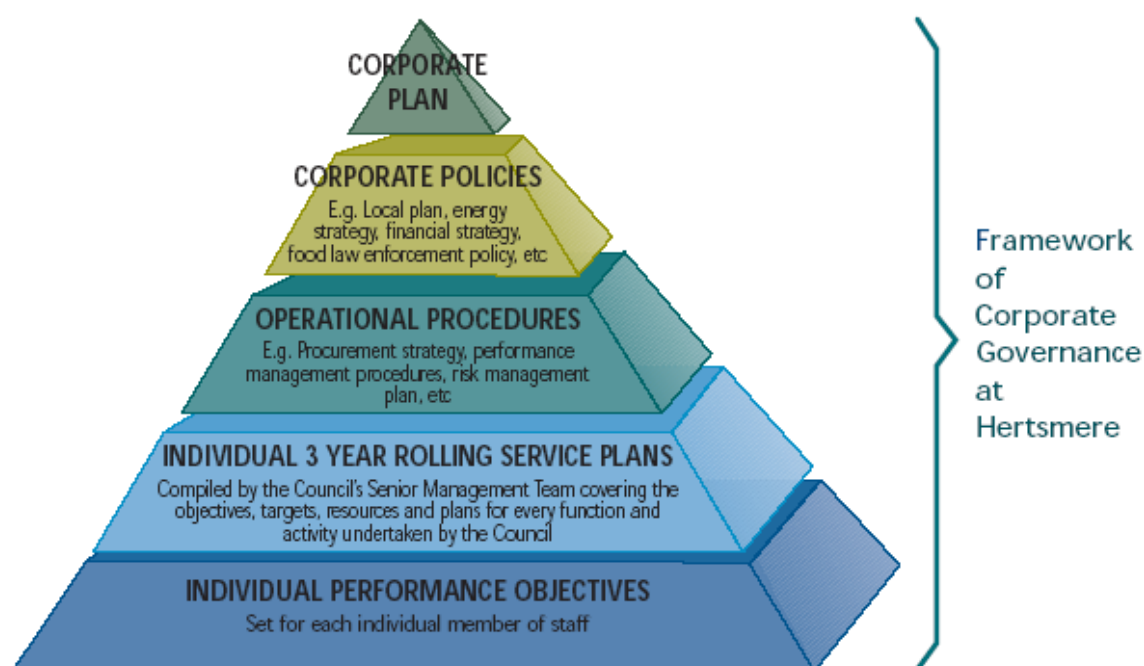 CORPORATE
PLAN
CORPORATE POLICIES
E.g. Local plan, energy
strategy, financial strategy,
food law enforcement policy, etc
OPERATIONAL PROCEDURES
E.g. Procurement strategy, performance
management procedures, risk management
plan, etc
INDIVIDUAL 3 YEAR ROLLING SERVICE PLANS
Compiled by the Council's Senior Management Team covering the
objectives, targets, resources and plans for every function and
activity undertaken by the Council
INDIVIDUAL PERFORMANCE OBJECTIVES
Set for each individual member of staff
Framework
of
Corporate
Governance
at
Hertsmere